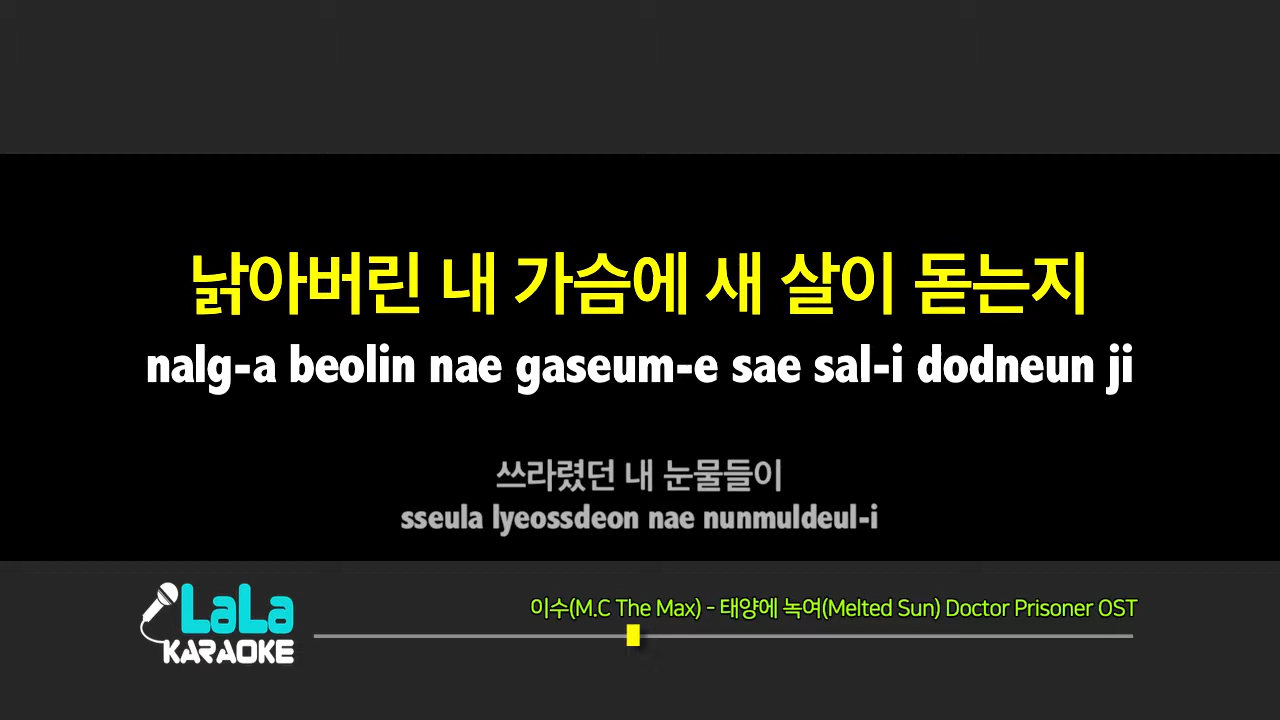 낡아버린 내 가슴에 새 살이 돋는지
nalg-a beolin nae gaseum-e sae sal-i dodneun ji
쓰라렸던 내 눈물들이
sseula lyeossdeon nae nunmuldeul-i
이수(M.C The Max) - 태양에 녹여(Melted Sun) Doctor Prisoner OST
LaLa
KARAOKE